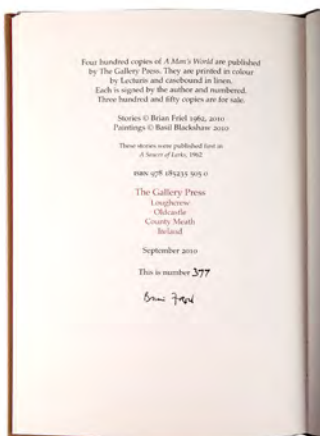 Four hundred copies of A Man's World are published
by The Gallery Press. They are printed in colour
by Lecturis and casebound in linen.
Each is signed by the author and numbered.
Three hundred and fifty copies are for sale.
Stories © Brian Friel 1962, 2010
Paintings © Basil Blackshaw 2010
These stories were published first in
A Saucer of Larks, 1962
ISBN 978 185235 505 0
The Gallery Press
Loughcrew
Oldcastle
County Meath
Ireland
September 2010
This is number 377
Brian Friel